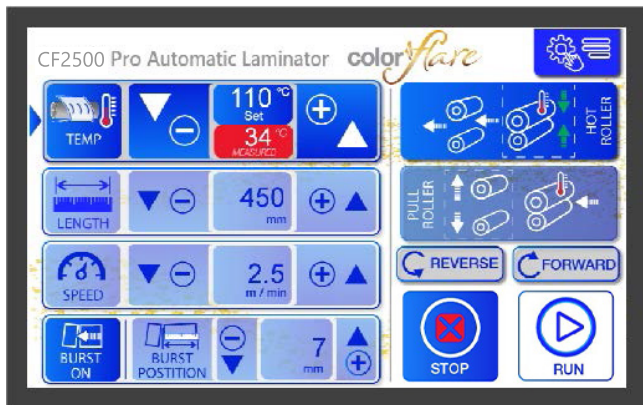 CF2500 Pro Automatic Laminator
colorflare
TEMP
110 °C
Set
34 °C
MEASURED
HOT ROLLER
LENGTH
450
mm
PULL ROLLER
SPEED
2.5
m / min
REVERSE
FORWARD
BURST
ON
BURST
POSTITION
7
mm
STOP
RUN